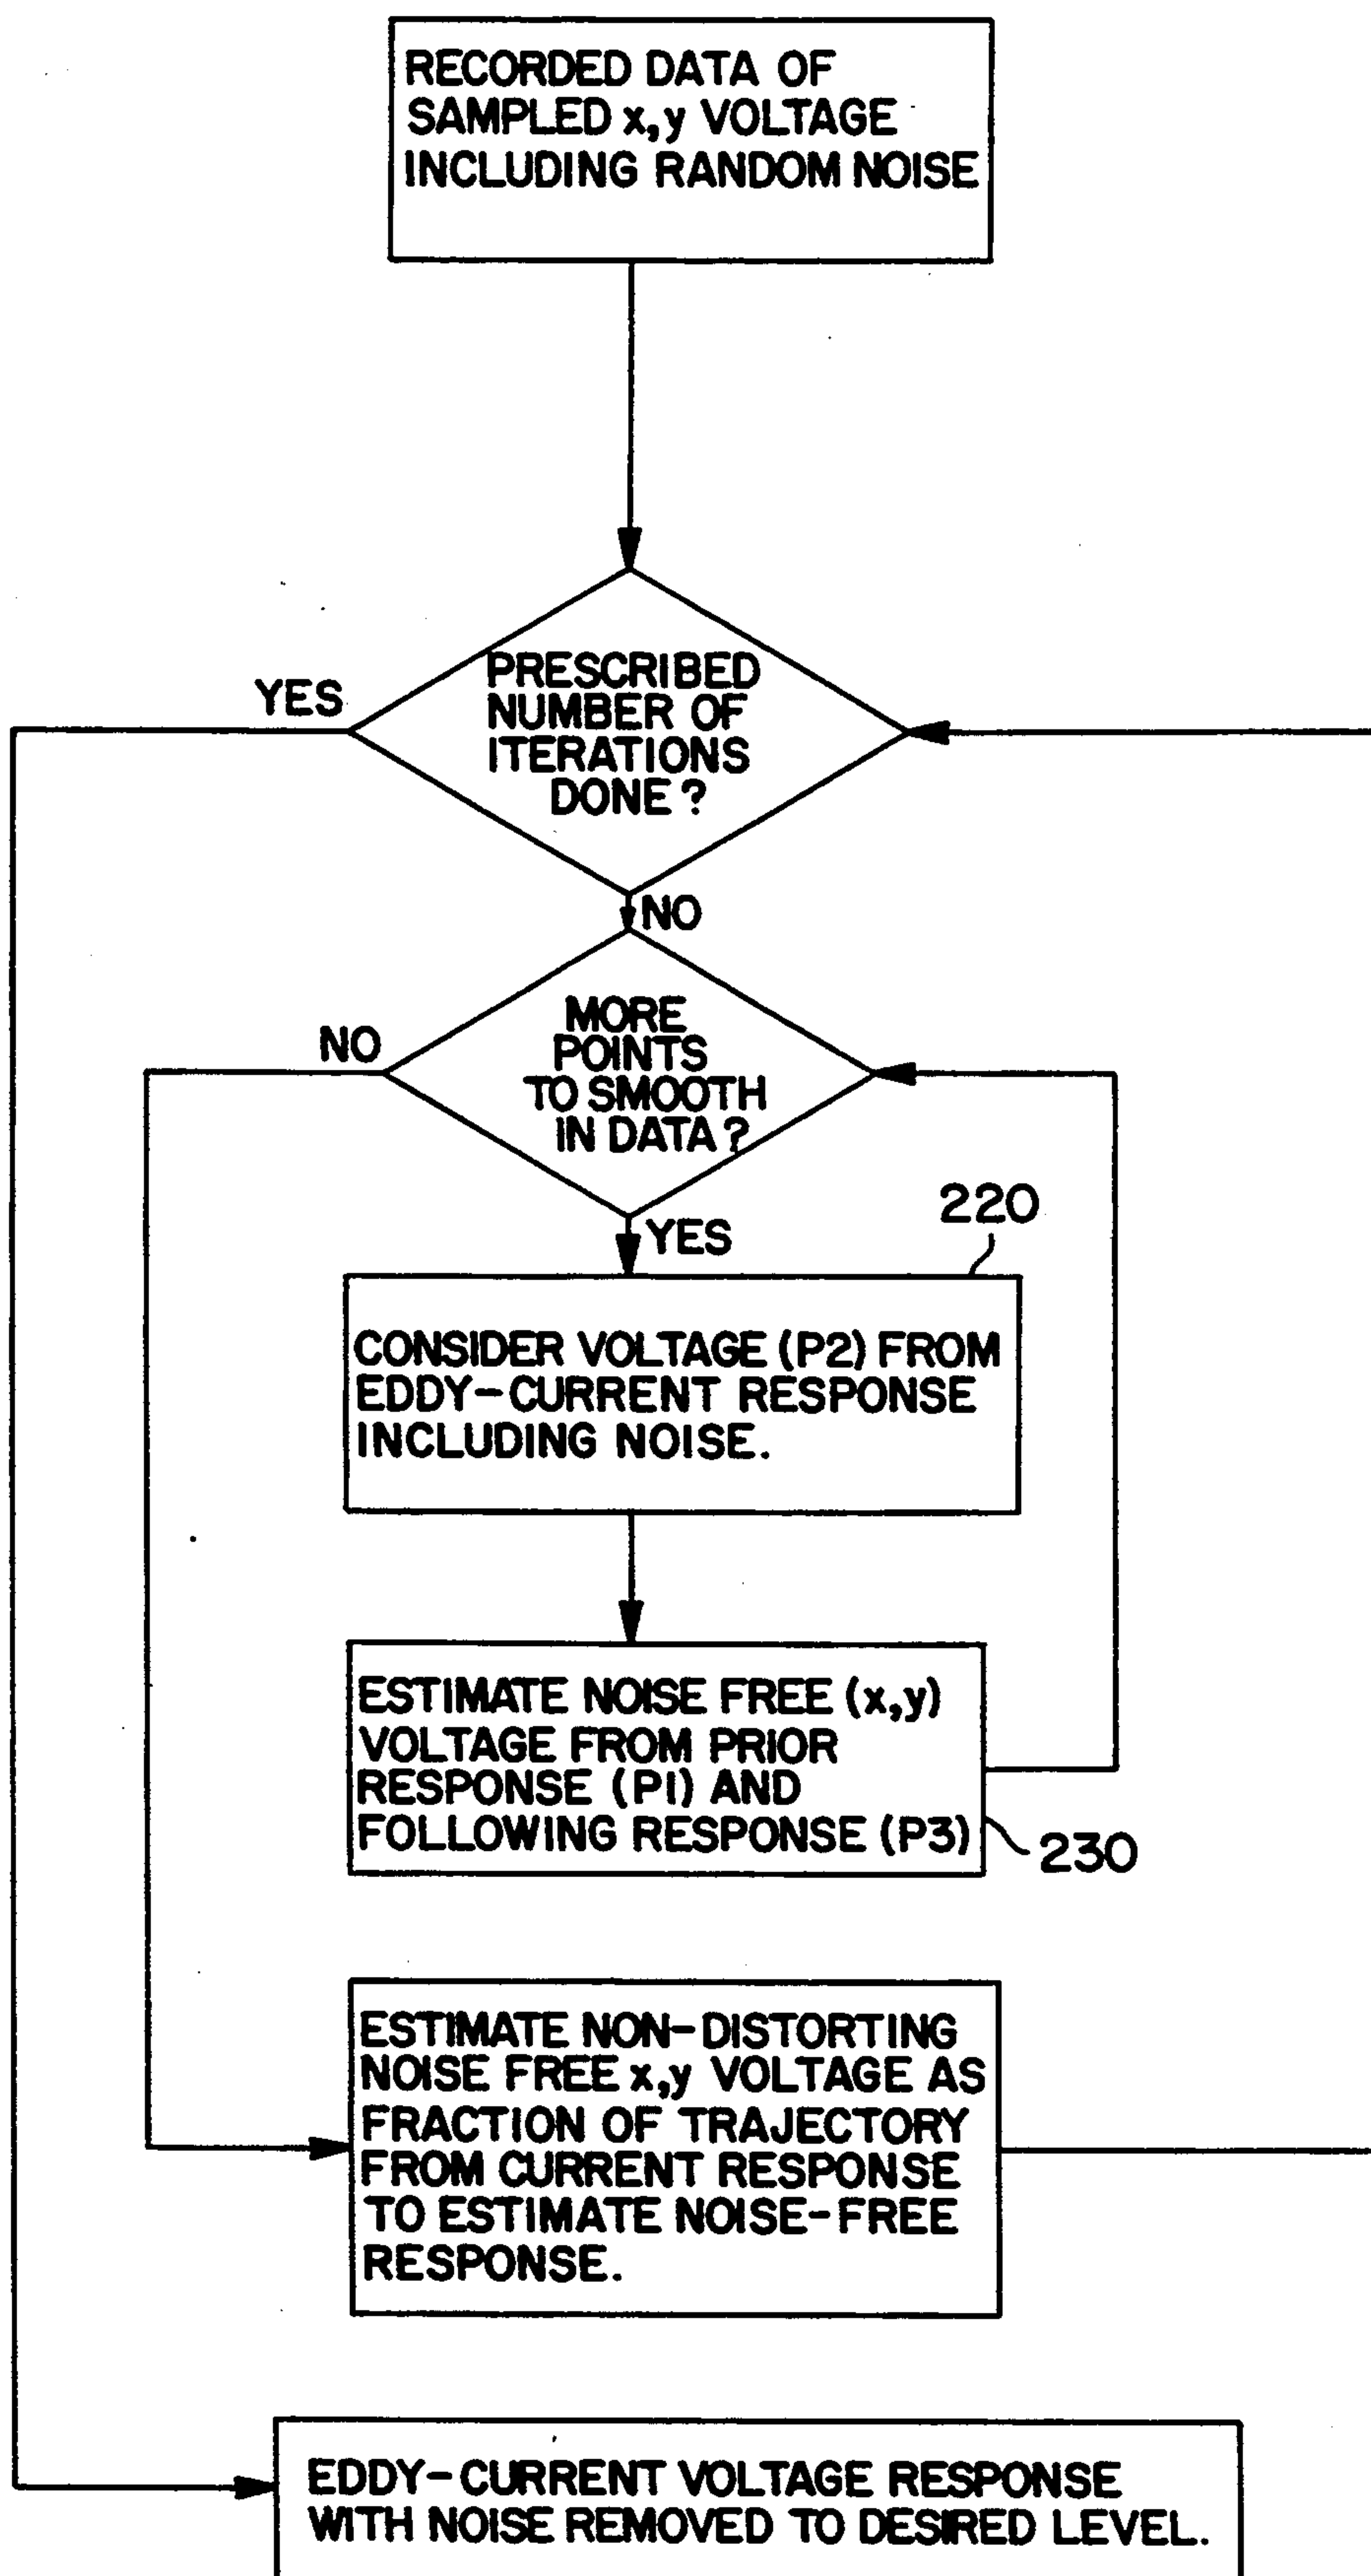 RECORDED DATA OF
SAMPLED x,y VOLTAGE
INCLUDING RANDOM NOISE
YES
PRESCRIBED
NUMBER OF
ITERATIONS
DONE?
NO
NO
MORE
POINTS
TO SMOOTH
IN DATA?
YES
220
CONSIDER VOLTAGE (P2) FROM
EDDY-CURRENT RESPONSE
INCLUDING NOISE.
ESTIMATE NOISE FREE (x,y)
VOLTAGE FROM PRIOR
RESPONSE (P1) AND
FOLLOWING RESPONSE (P3)
230
ESTIMATE NON-DISTORTING
NOISE FREE x,y VOLTAGE AS
FRACTION OF TRAJECTORY
FROM CURRENT RESPONSE
TO ESTIMATE NOISE-FREE
RESPONSE.
EDDY-CURRENT VOLTAGE RESPONSE
WITH NOISE REMOVED TO DESIRED LEVEL.